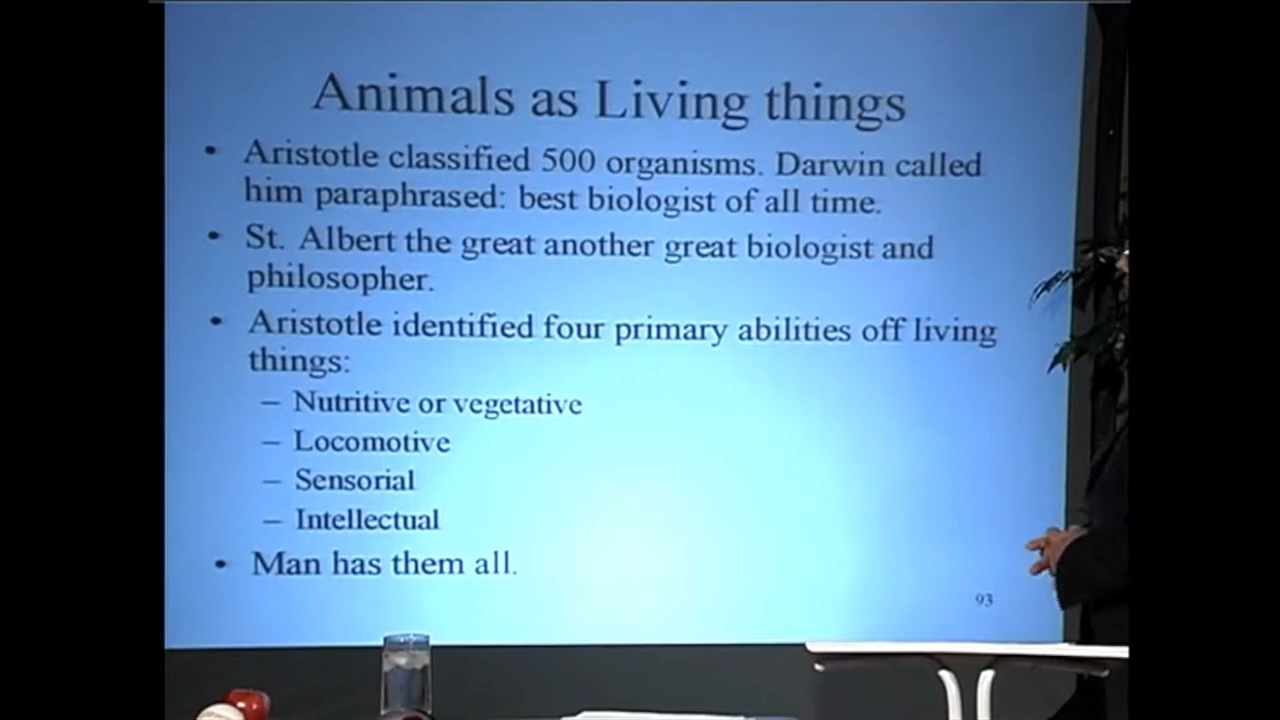 Animals as Living things
• Aristotle classified 500 organisms. Darwin called
him paraphrased: best biologist of all time.
• St. Albert the great another great biologist and
philosopher.
• Aristotle identified four primary abilities off living
things:
– Nutritive or vegetative
– Locomotive
– Sensorial
– Intellectual
• Man has them all.
93